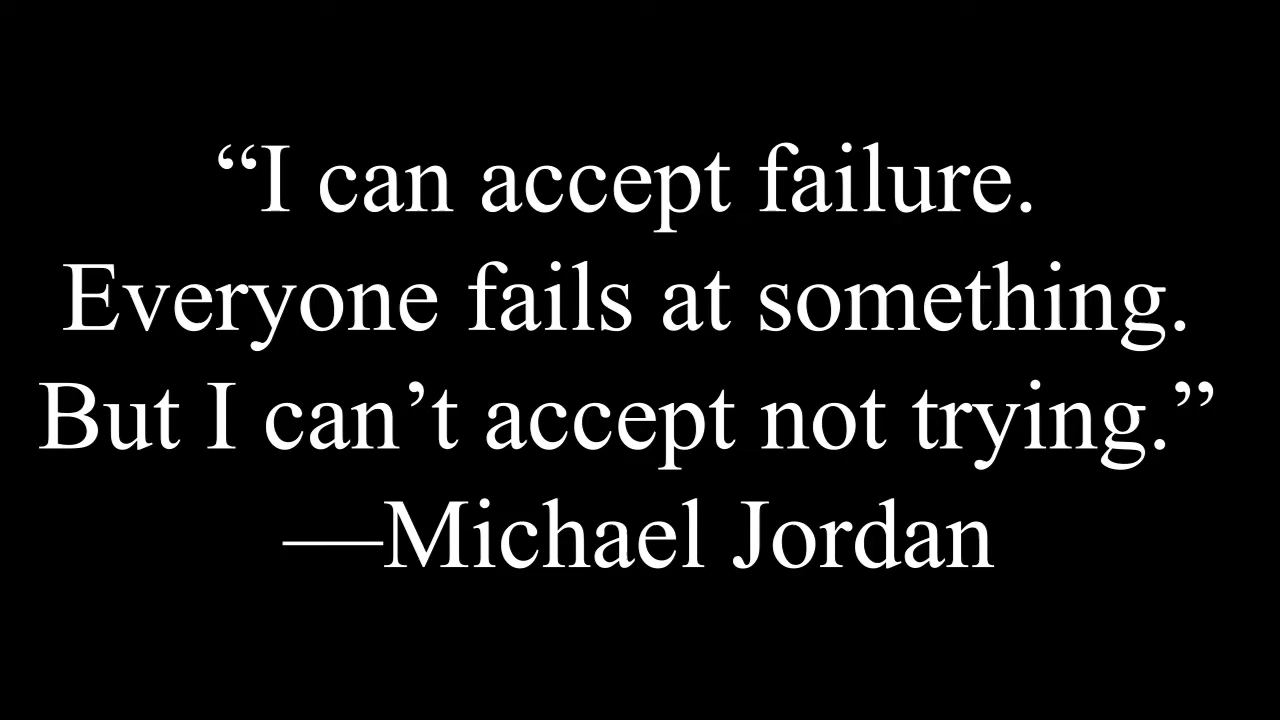 “I can accept failure.
Everyone fails at something.
But I can’t accept not trying.”
—Michael Jordan